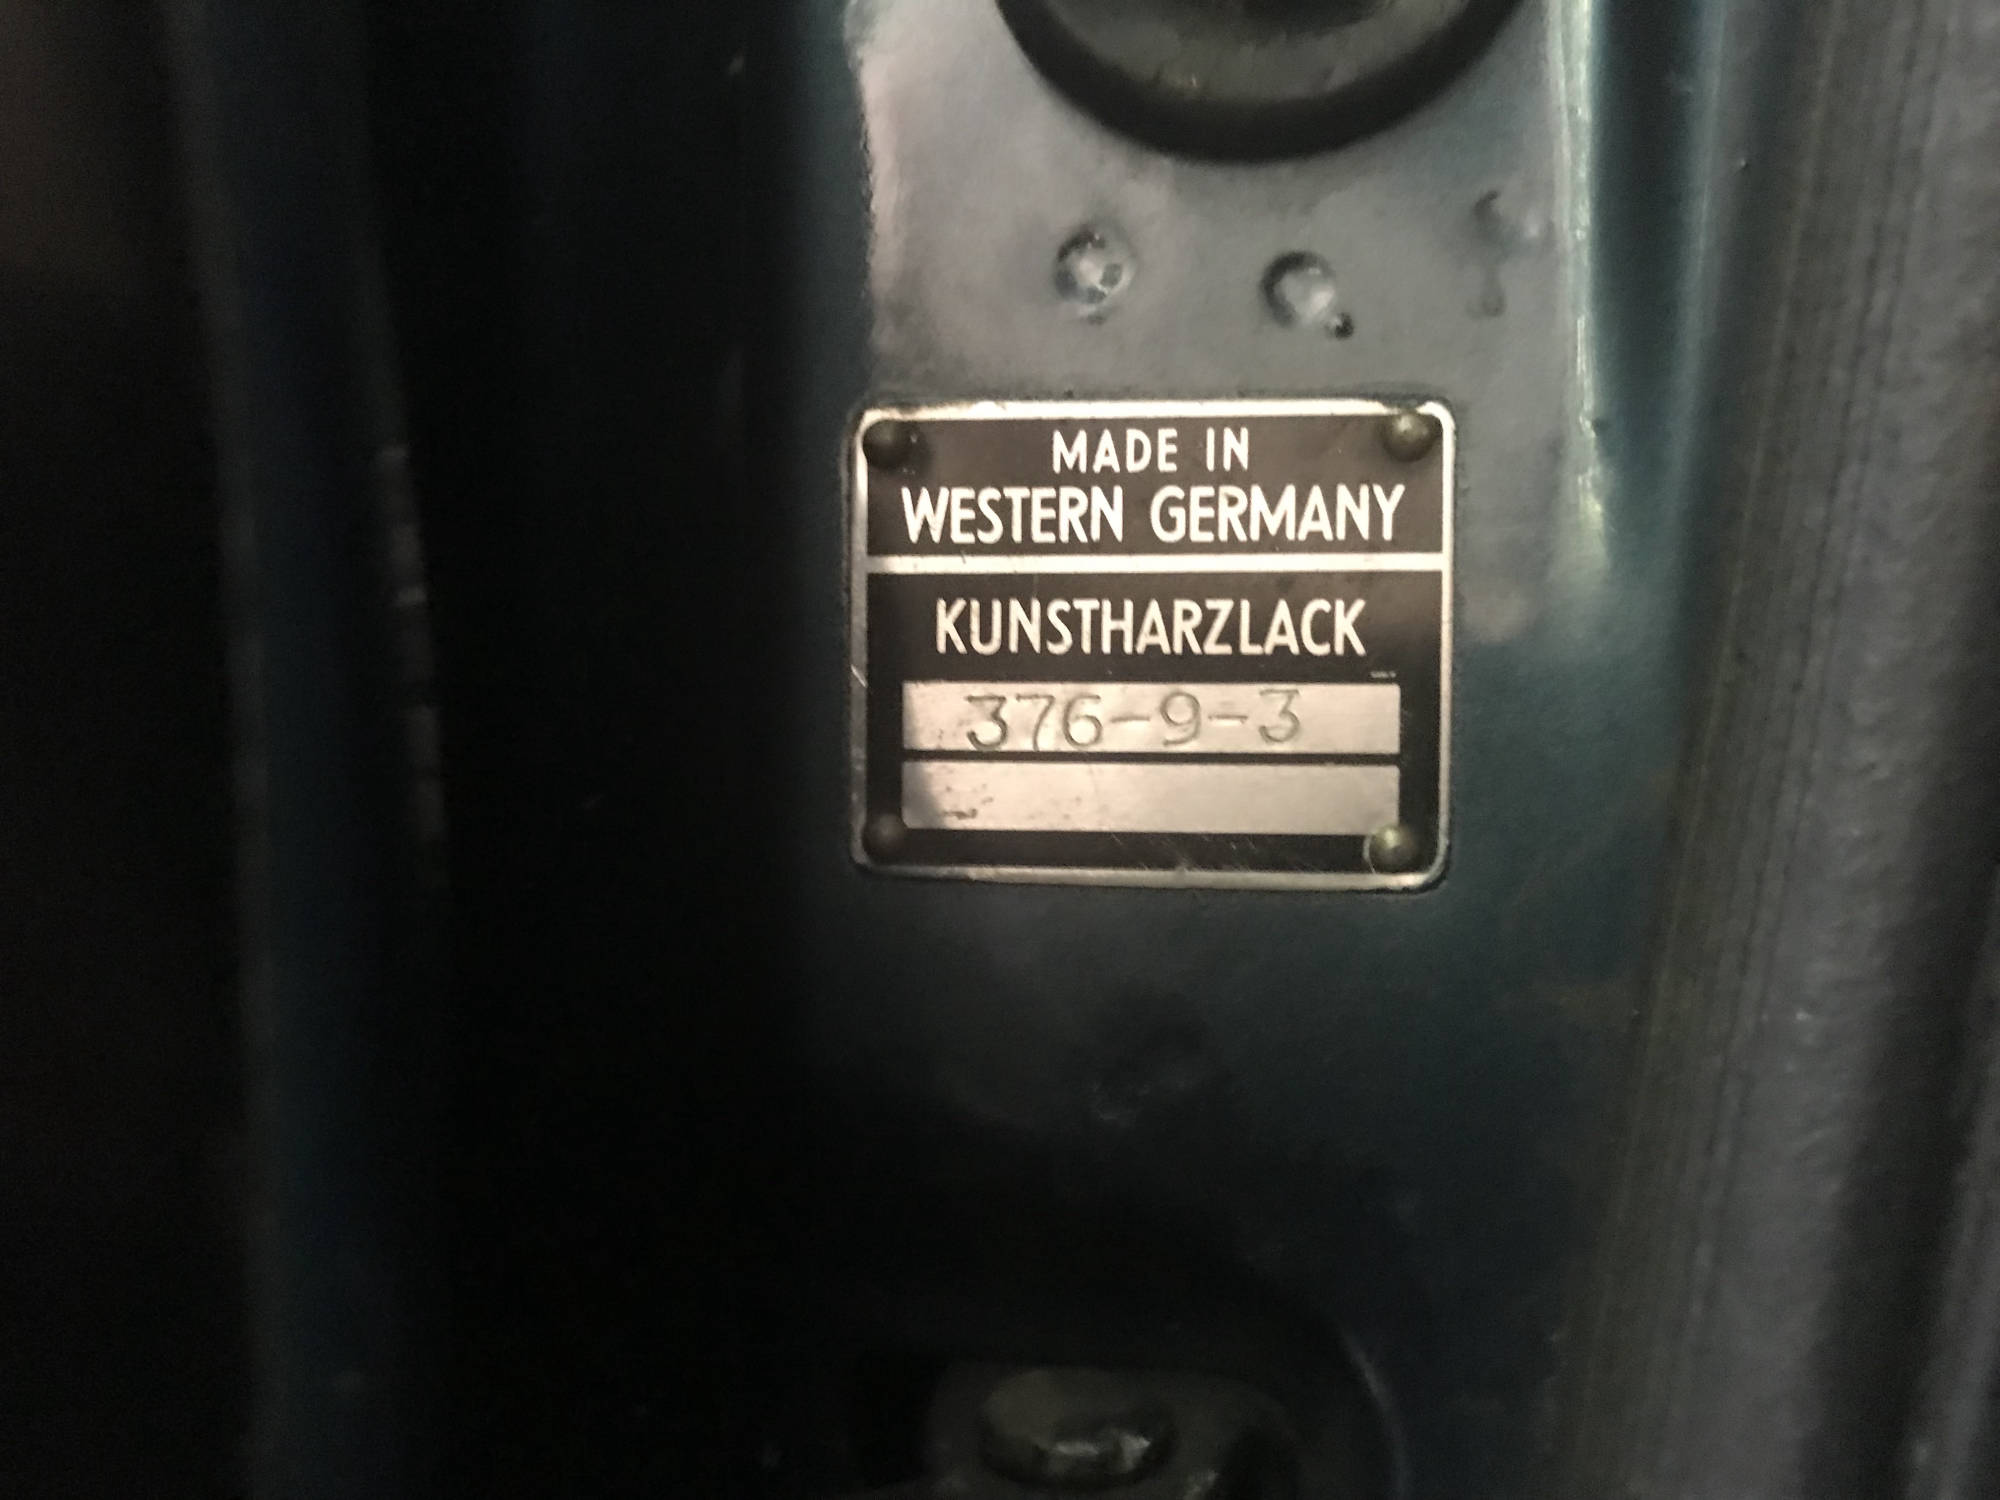 MADE IN
WESTERN GERMANY
KUNSTHARZLACK
376-9-3